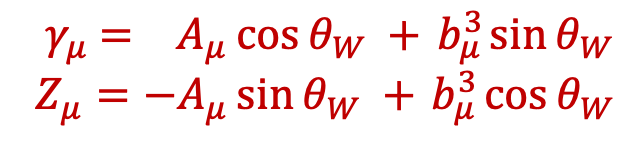 γ_μ = A_μ cos θ_W + b_μ^3 sin θ_W
Z_μ = −A_μ sin θ_W + b_μ^3 cos θ_W